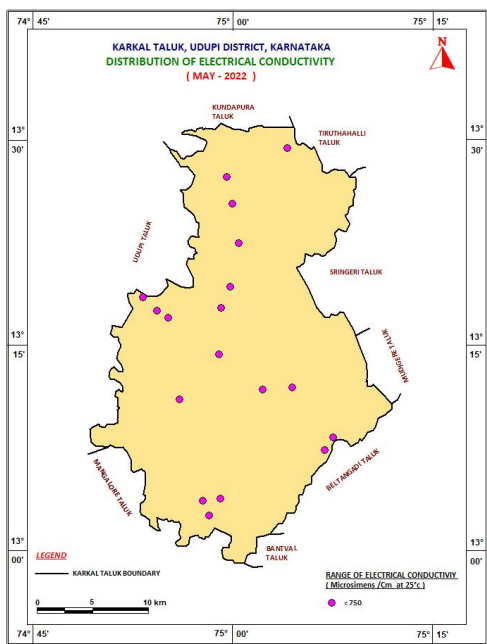 74° 45'
75° 00'
75° 15'
KARKAL TALUK, UDUPI DISTRICT, KARNATAKA
DISTRIBUTION OF ELECTRICAL CONDUCTIVITY
( MAY - 2022 )
N
KUNDAPURA
TALUK
TIRUTHAHALLI
TALUK
13°
30'
13°
30'
UDUPI TALUK
SRINGERI TALUK
13°
15'
13°
15'
MUDIGERE TALUK
MANGALORE TALUK
BELTANGADI TALUK
BANTVAL
TALUK
13°
00'
13°
00'
LEGEND
KARKAL TALUK BOUNDARY
0 5 10 km
RANGE OF ELECTRICAL CONDUCTIVIY
( Microsimens /Cm at 25°c )
<750
74° 45'
75° 00'
75° 15'